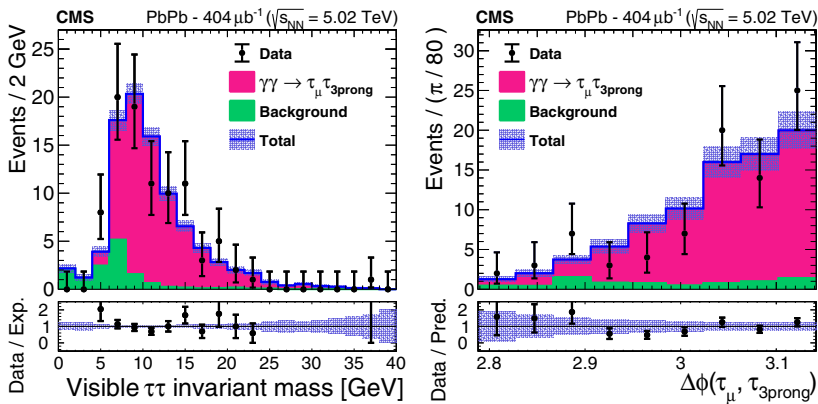 CMS PbPb - 404 μb⁻¹ (√sNN = 5.02 TeV)
Events / 2 GeV
25
20
15
10
5
0
Data
γγ → τμτ3prong
Background
Total
Data / Exp.
2
1
0
0 5 10 15 20 25 30 35 40
Visible ττ invariant mass [GeV]
CMS PbPb - 404 μb⁻¹ (√sNN = 5.02 TeV)
Events / (π / 80)
30
25
20
15
10
5
0
Data
γγ → τμτ3prong
Background
Total
Data / Pred.
2
1
0
2.8 2.9 3 3.1
Δϕ(τμ, τ3prong)